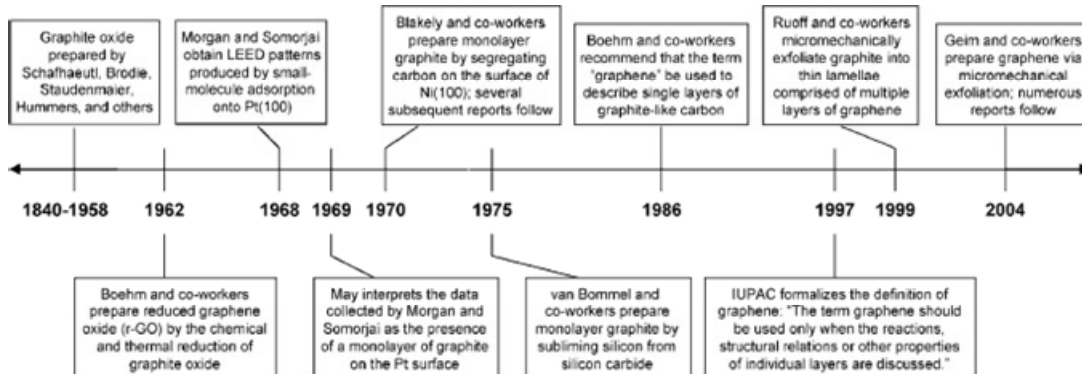 Graphite oxide
prepared by
Schafhaeutl, Brodie,
Staudenmaier,
Hummers, and others
Morgan and Somorjai
obtain LEED patterns
produced by small-
molecule adsorption
onto Pt(100)
Blakely and co-workers
prepare monolayer
graphite by segregating
carbon on the surface of
Ni(100); several
subsequent reports follow
Boehm and co-workers
recommend that the term
"graphene" be used to
describe single layers of
graphite-like carbon
Ruoff and co-workers
micromechanically
exfoliate graphite into
thin lamellae
comprised of multiple
layers of graphene
Geim and co-workers
prepare graphene via
micromechanical
exfoliation; numerous
reports follow
1840-1958 1962 1968 1969 1970 1975 1986 1997 1999 2004
Boehm and co-workers
prepare reduced graphene
oxide (r-GO) by the chemical
and thermal reduction of
graphite oxide
May interprets the data
collected by Morgan and
Somorjai as the presence
of a monolayer of graphite
on the Pt surface
van Bommel and
co-workers prepare
monolayer graphite by
subliming silicon from
silicon carbide
IUPAC formalizes the definition of
graphene: "The term graphene should
be used only when the reactions,
structural relations or other properties
of individual layers are discussed."